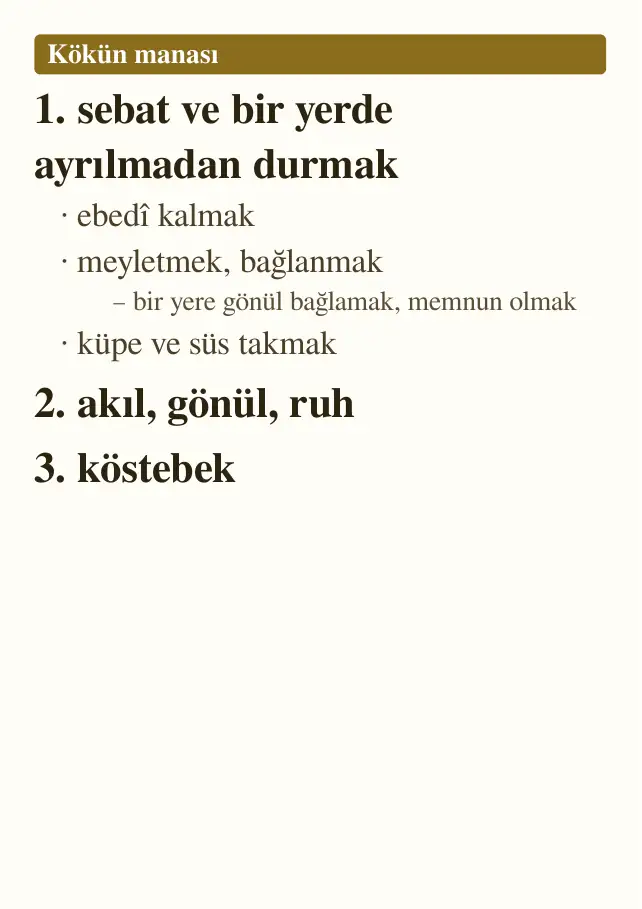 Kökün manası
1. sebat ve bir yerde
ayrılmadan durmak
· ebedî kalmak
· meyletmek, bağlanmak
– bir yere gönül bağlamak, memnun olmak
· küpe ve süs takmak
2. akıl, gönül, ruh
3. köstebek